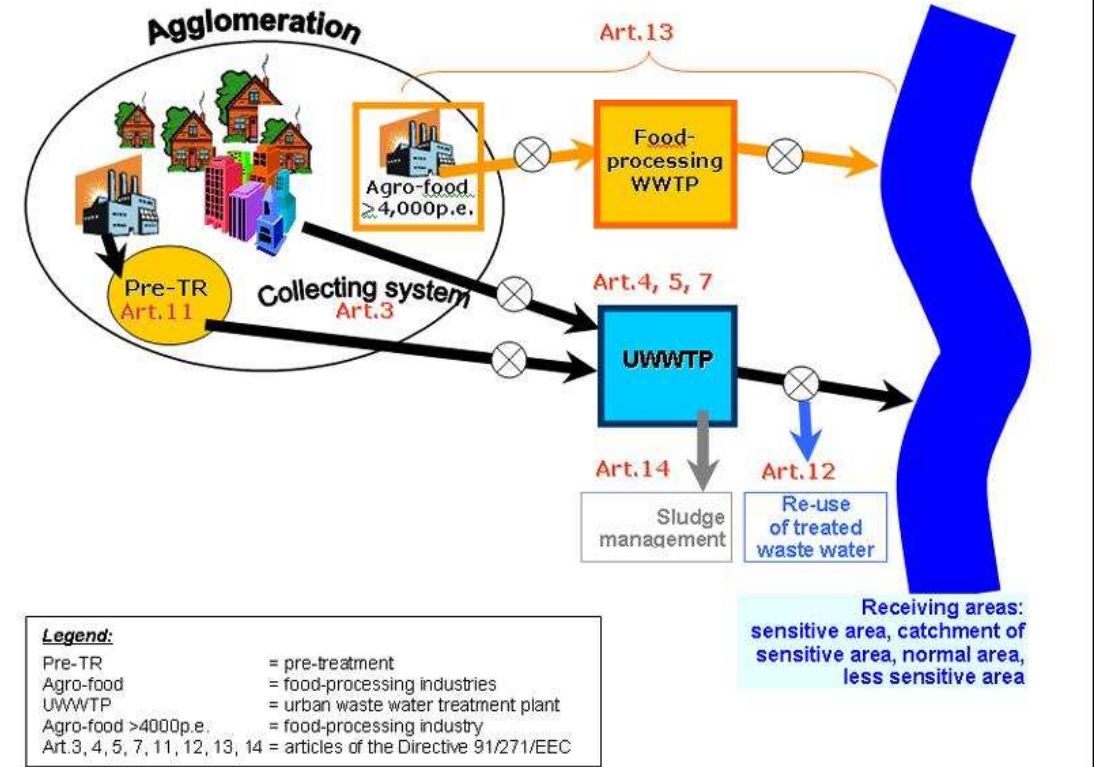 Agglomeration
Art.13
Food-
processing
WWTP
Agro-food
≥4,000p.e.
Pre-TR
Art.11
Collecting system
Art.3
Art.4, 5, 7
UWWTP
Art.14
Art.12
Sludge
management
Re-use
of treated
waste water
Receiving areas:
sensitive area, catchment of
sensitive area, normal area,
less sensitive area
Legend:
Pre-TR = pre-treatment
Agro-food = food-processing industries
UWWTP = urban waste water treatment plant
Agro-food >4000p.e. = food-processing industry
Art.3, 4, 5, 7, 11, 12, 13, 14 = articles of the Directive 91/271/EEC